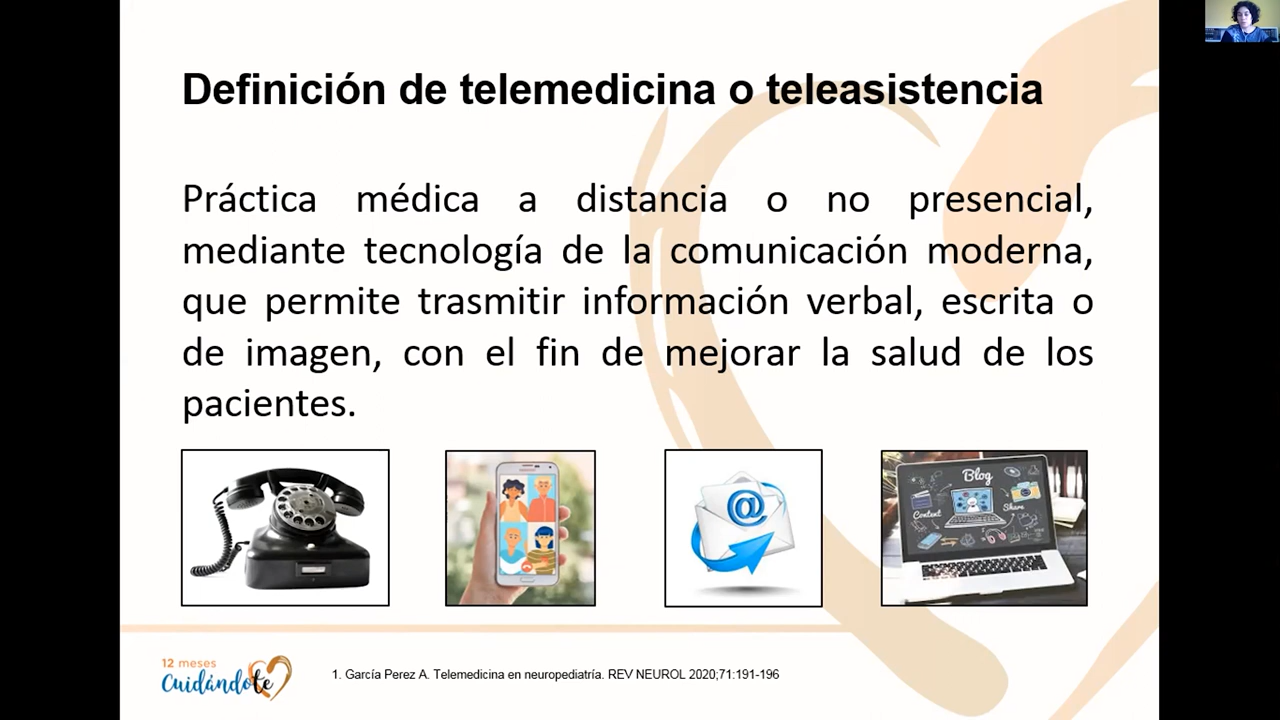 Definición de telemedicina o teleasistencia
Práctica médica a distancia o no presencial,
mediante tecnología de la comunicación moderna,
que permite trasmitir información verbal, escrita o
de imagen, con el fin de mejorar la salud de los
pacientes.
@
Blog
Content
Share
12 meses
Cuidándote
1. García Perez A. Telemedicina en neuropediatría. REV NEUROL 2020;71:191-196